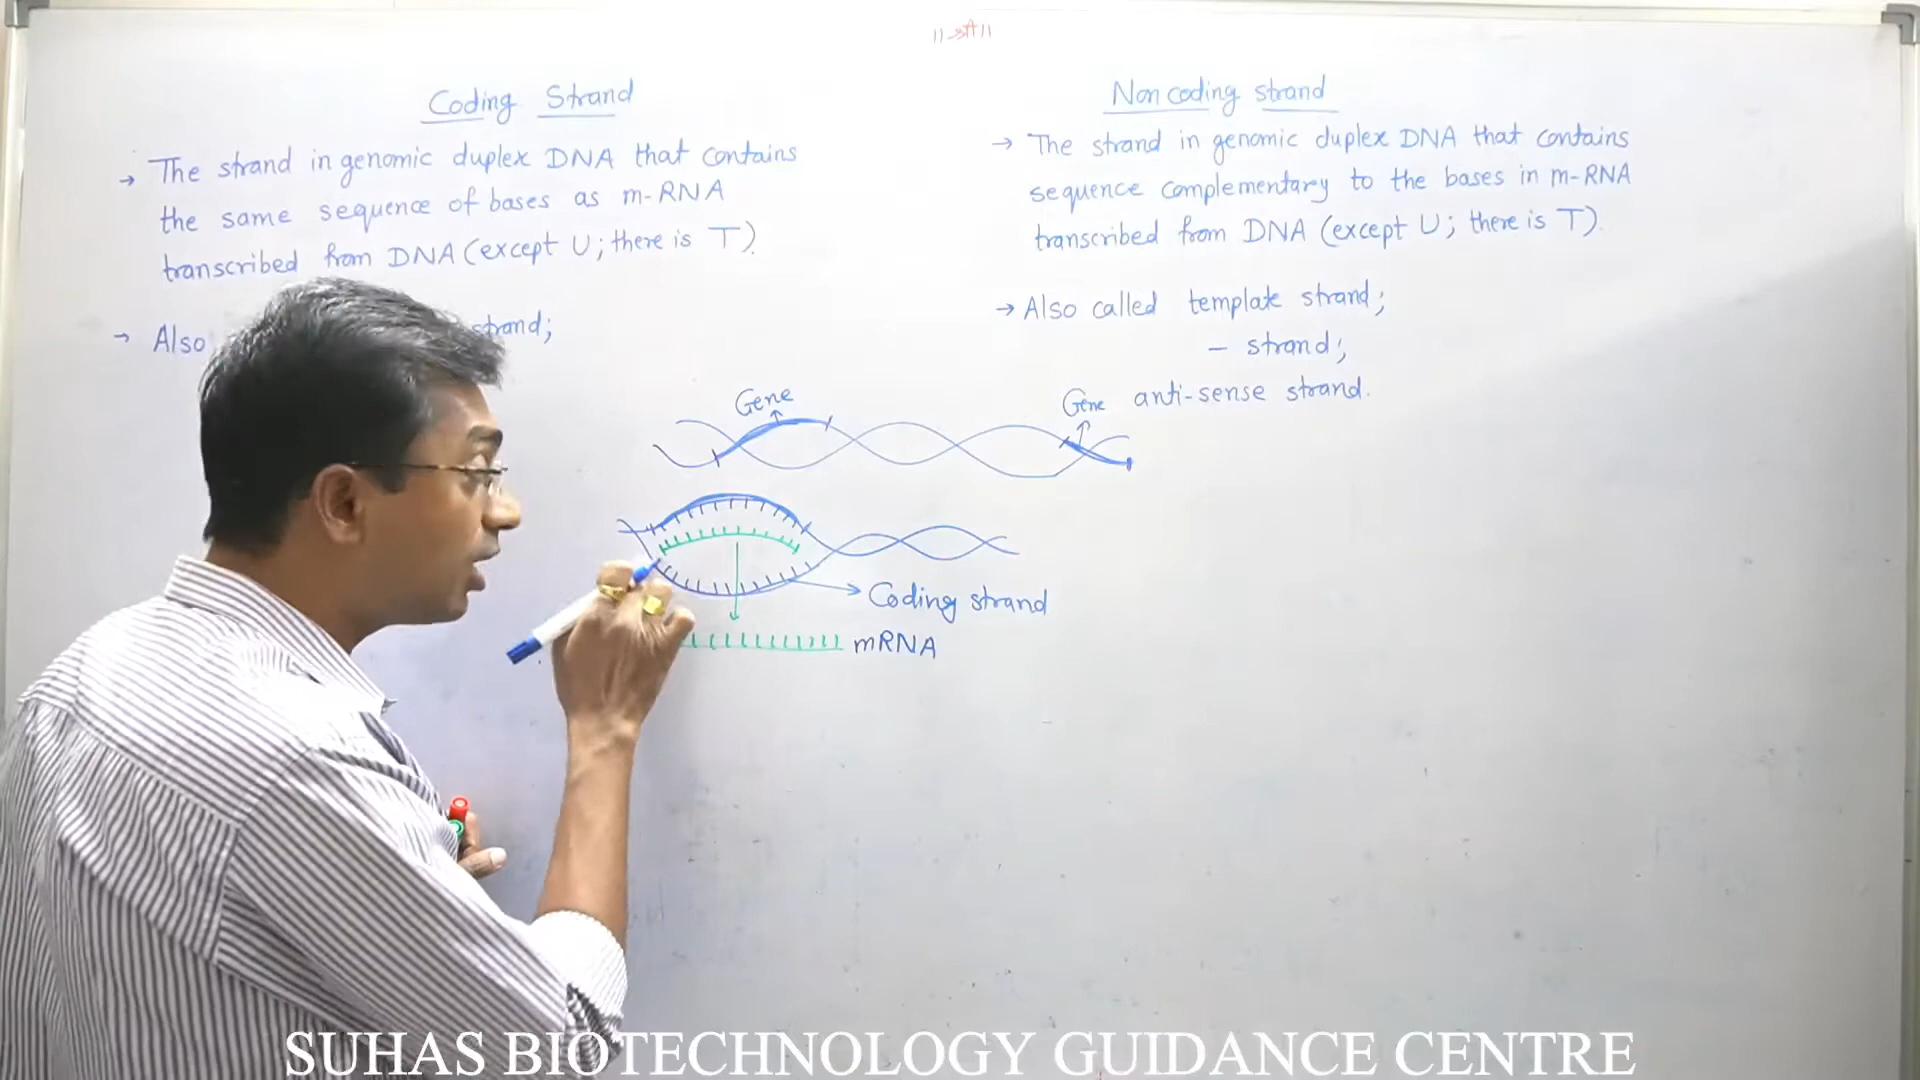 ॥श्री॥
Coding Strand
→ The strand in genomic duplex DNA that contains
the same sequence of bases as m-RNA
transcribed from DNA (except U; there is T).
→ Also strand;
Non coding strand
→ The strand in genomic duplex DNA that contains
sequence complementary to the bases in m-RNA
transcribed from DNA (except U; there is T).
→ Also called template strand;
– strand;
anti-sense strand.
Gene
Gene
Coding strand
mRNA
SUHAS BIOTECHNOLOGY GUIDANCE CENTRE